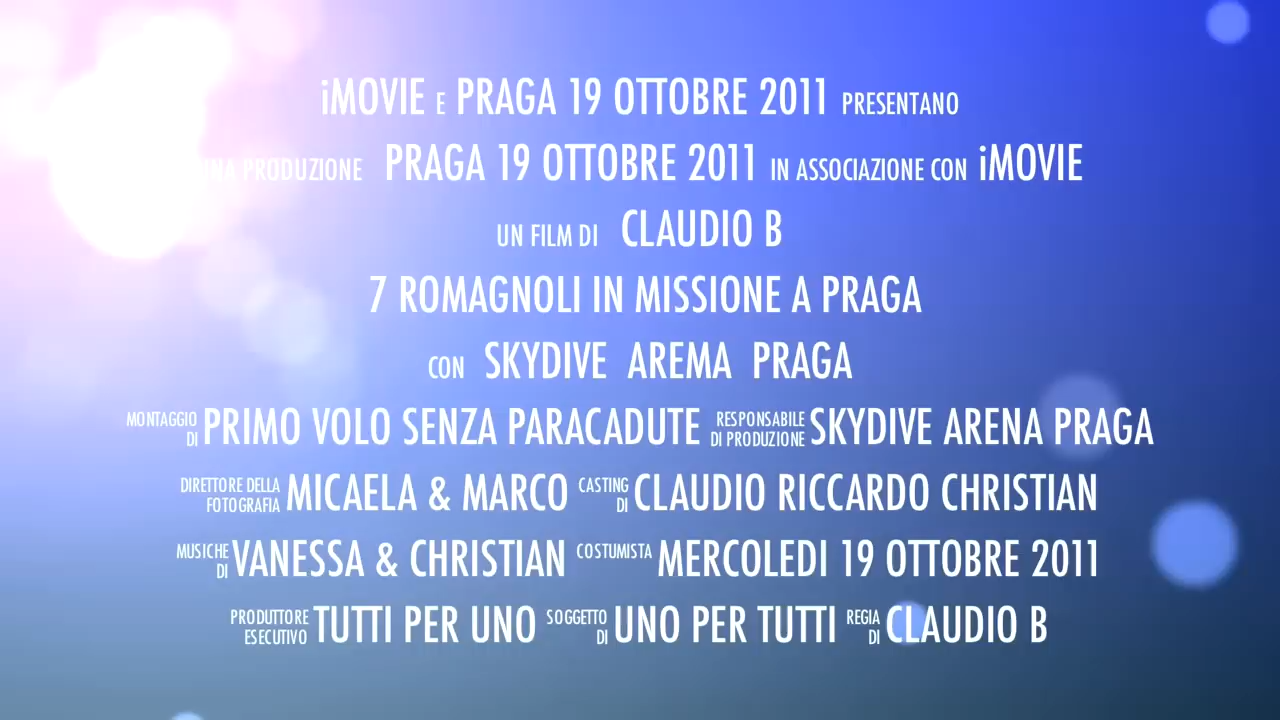 iMOVIE E PRAGA 19 OTTOBRE 2011 PRESENTANO
UNA PRODUZIONE PRAGA 19 OTTOBRE 2011 IN ASSOCIAZIONE CON iMOVIE
UN FILM DI CLAUDIO B
7 ROMAGNOLI IN MISSIONE A PRAGA
CON SKYDIVE AREMA PRAGA
MONTAGGIO DI PRIMO VOLO SENZA PARACADUTE RESPONSABILE DI PRODUZIONE SKYDIVE ARENA PRAGA
DIRETTORE DELLA FOTOGRAFIA MICAELA & MARCO CASTING DI CLAUDIO RICCARDO CHRISTIAN
MUSICHE DI VANESSA & CHRISTIAN COSTUMISTA MERCOLEDI 19 OTTOBRE 2011
PRODUTTORE ESECUTIVO TUTTI PER UNO SOGGETTO DI UNO PER TUTTI REGIA DI CLAUDIO B